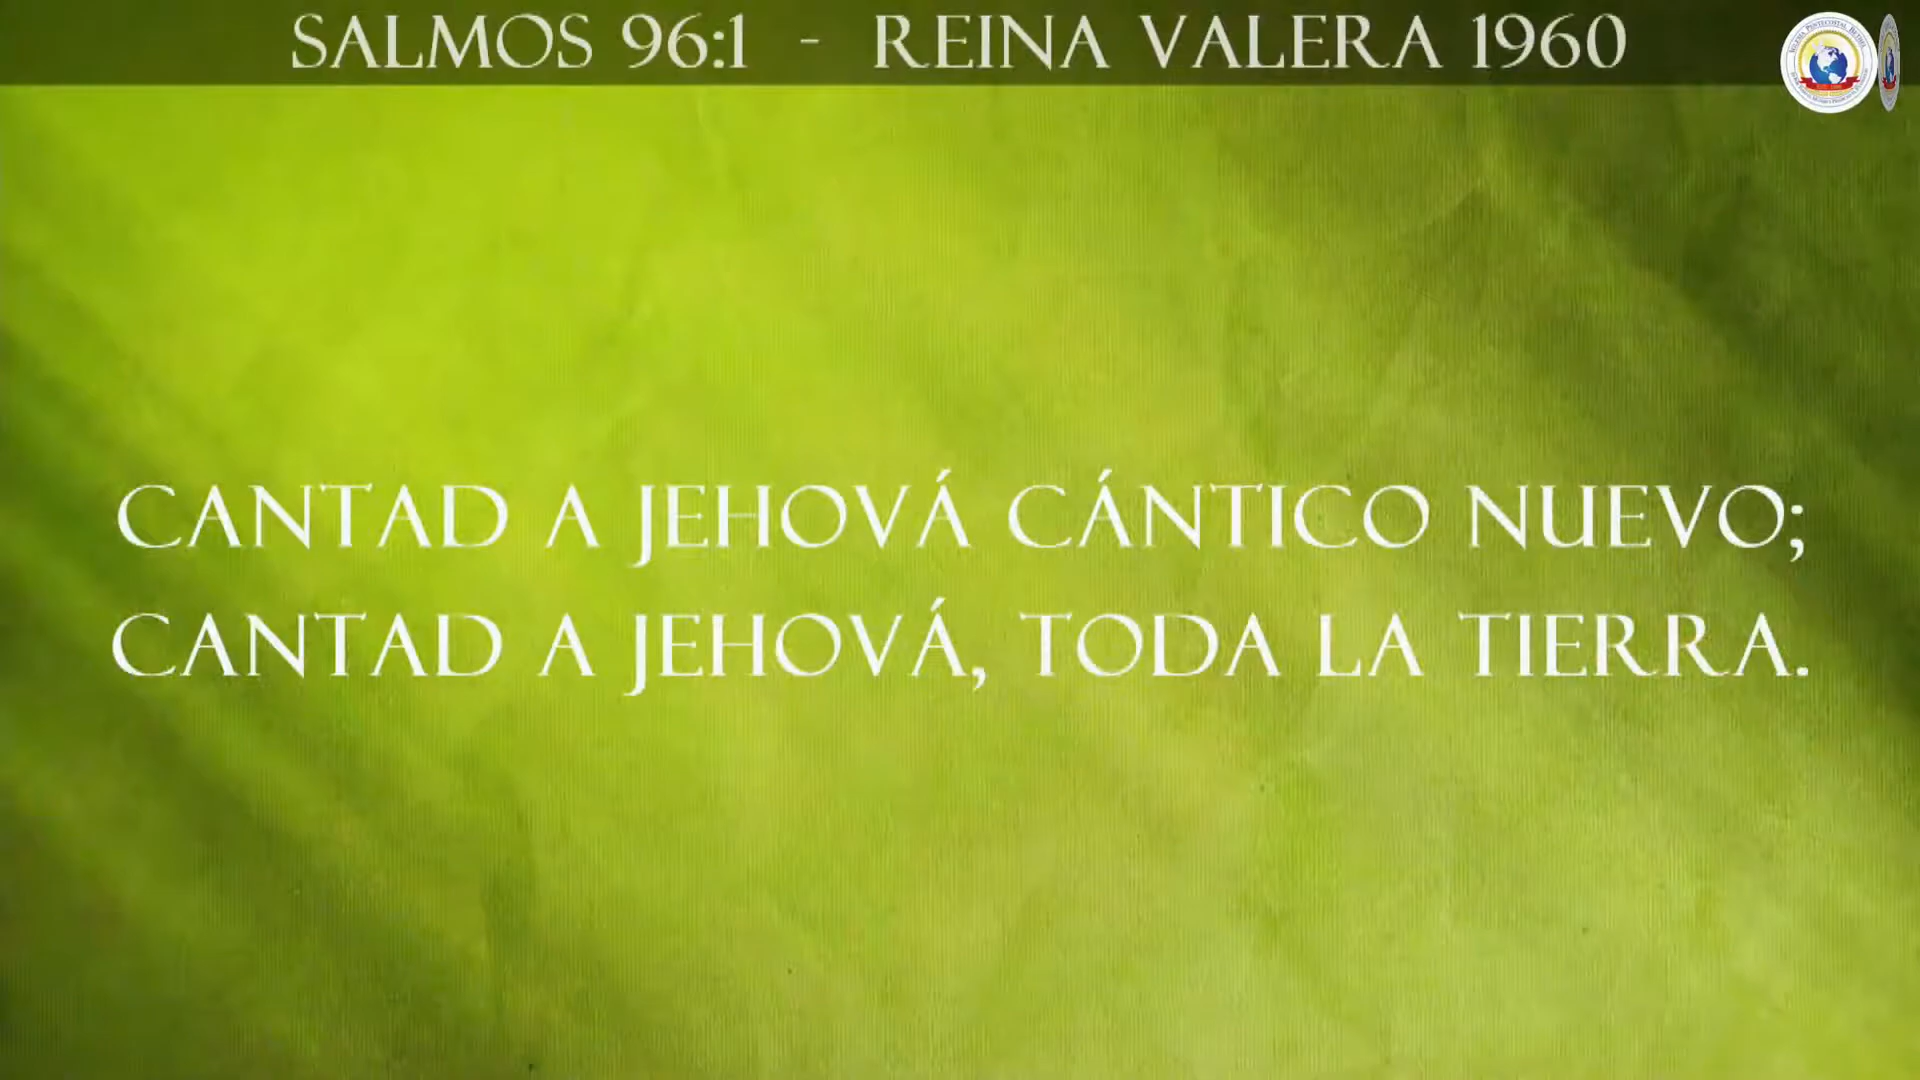 SALMOS 96:1 - REINA VALERA 1960
CANTAD A JEHOVÁ CÁNTICO NUEVO;
CANTAD A JEHOVÁ, TODA LA TIERRA.